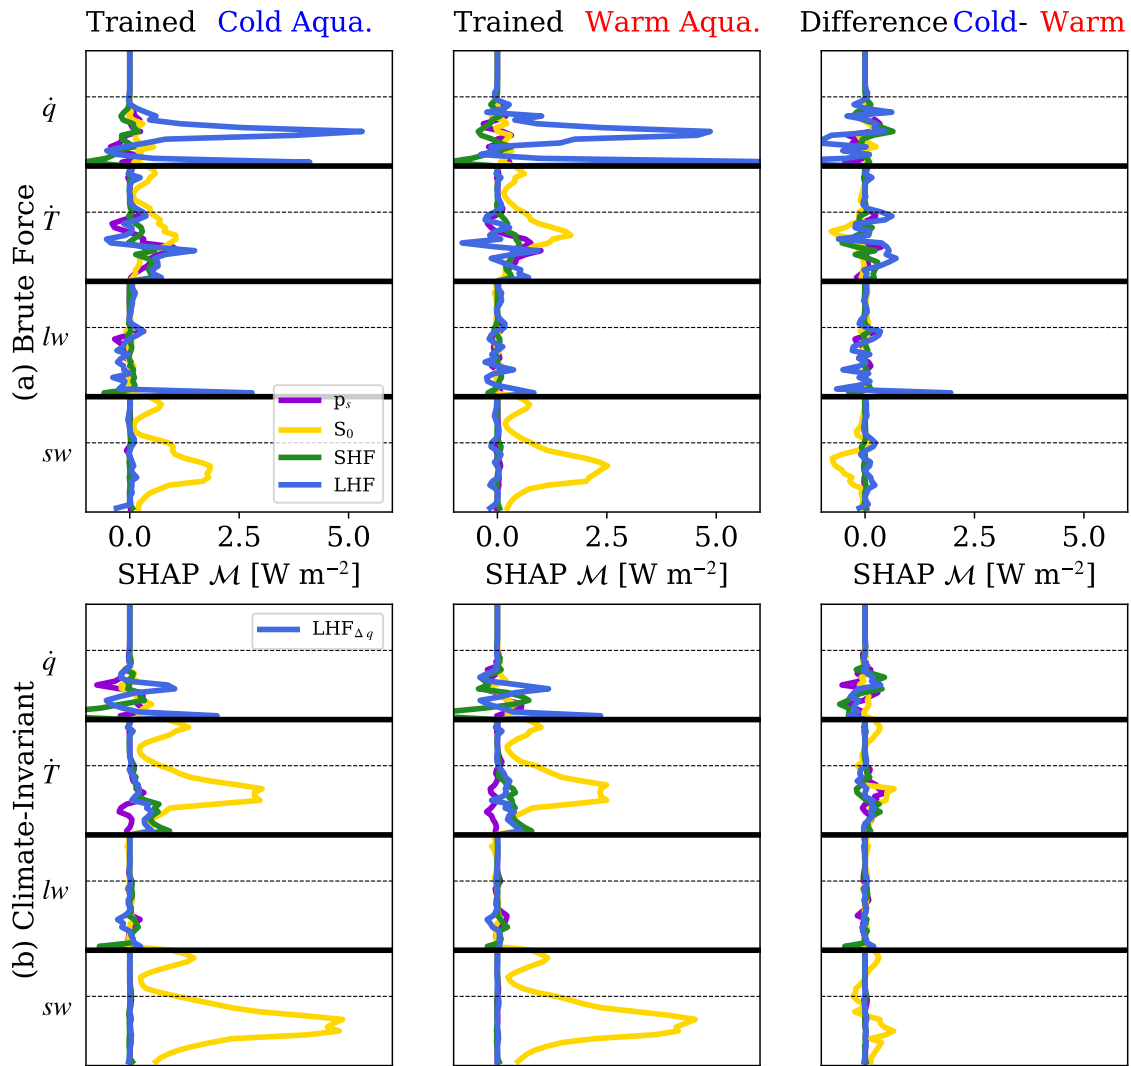 Trained Cold Aqua.
Trained Warm Aqua.
Difference Cold- Warm
(a) Brute Force
q̇
Ṫ
lw
sw
pₛ
S₀
SHF
LHF
0.0 2.5 5.0
0.0 2.5 5.0
0.0 2.5 5.0
SHAP ℳ [W m⁻²]
SHAP ℳ [W m⁻²]
SHAP ℳ [W m⁻²]
(b) Climate-Invariant
q̇
Ṫ
lw
sw
LHF_Δq